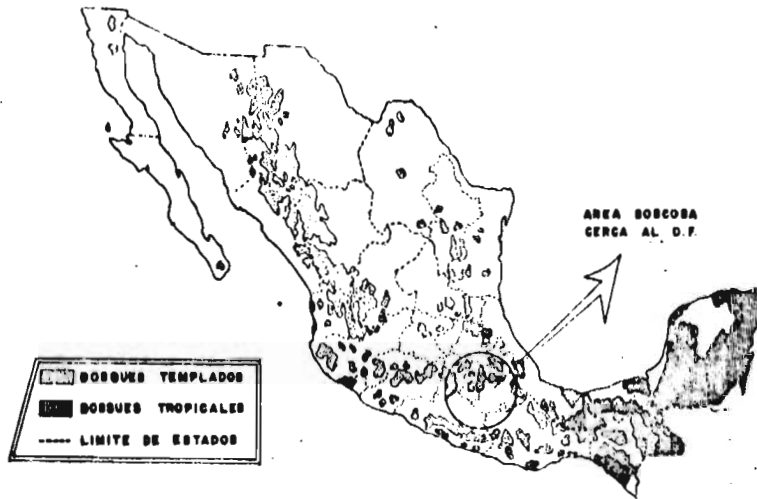 AREA BOSCOSA
CERCA AL D.F.
BOSQUES TEMPLADOS
BOSQUES TROPICALES
LIMITE DE ESTADOS